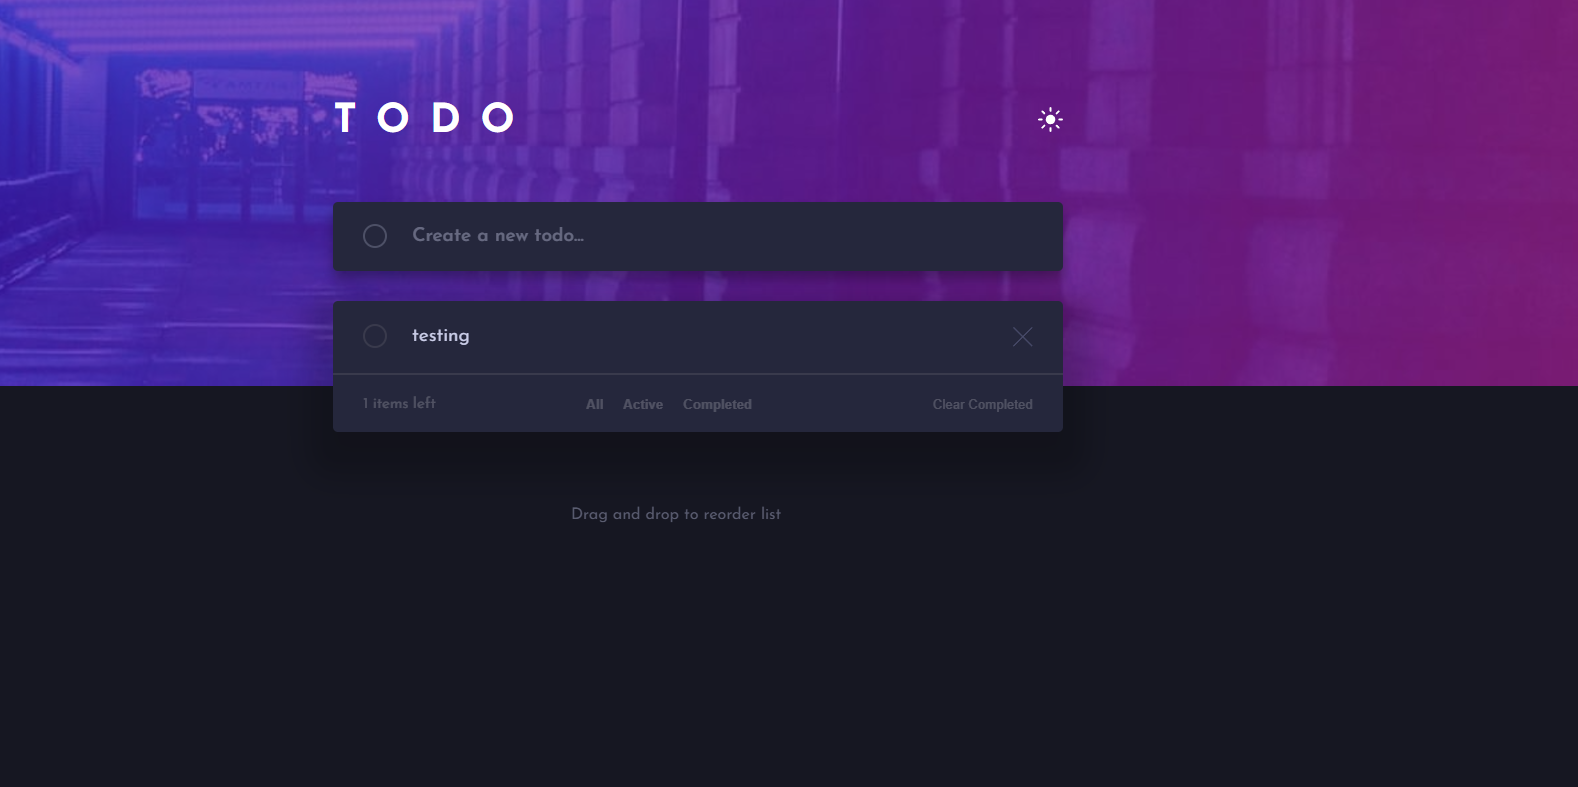 TODO
Create a new todo...
testing
1 items left
All Active Completed
Clear Completed
Drag and drop to reorder list